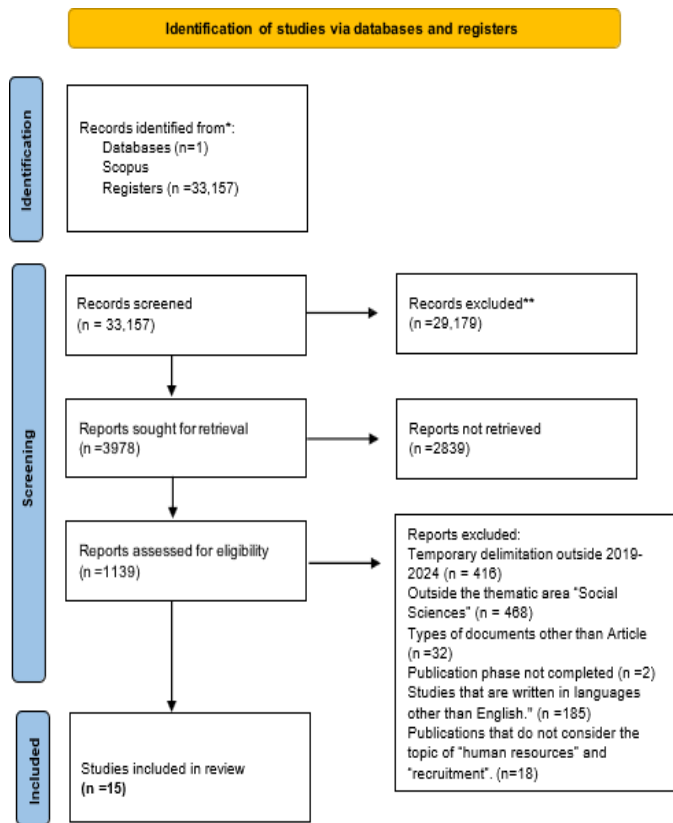 Identification of studies via databases and registers
Identification
Records identified from*:
Databases (n=1)
Scopus
Registers (n =33,157)
Screening
Records screened
(n = 33,157)
Records excluded**
(n =29,179)
Reports sought for retrieval
(n =3978)
Reports not retrieved
(n =2839)
Reports assessed for eligibility
(n =1139)
Reports excluded:
Temporary delimitation outside 2019-
2024 (n = 416)
Outside the thematic area "Social
Sciences" (n = 468)
Types of documents other than Article
(n =32)
Publication phase not completed (n =2)
Studies that are written in languages
other than English." (n =185)
Publications that do not consider the
topic of "human resources" and
"recruitment". (n=18)
Included
Studies included in review
(n =15)